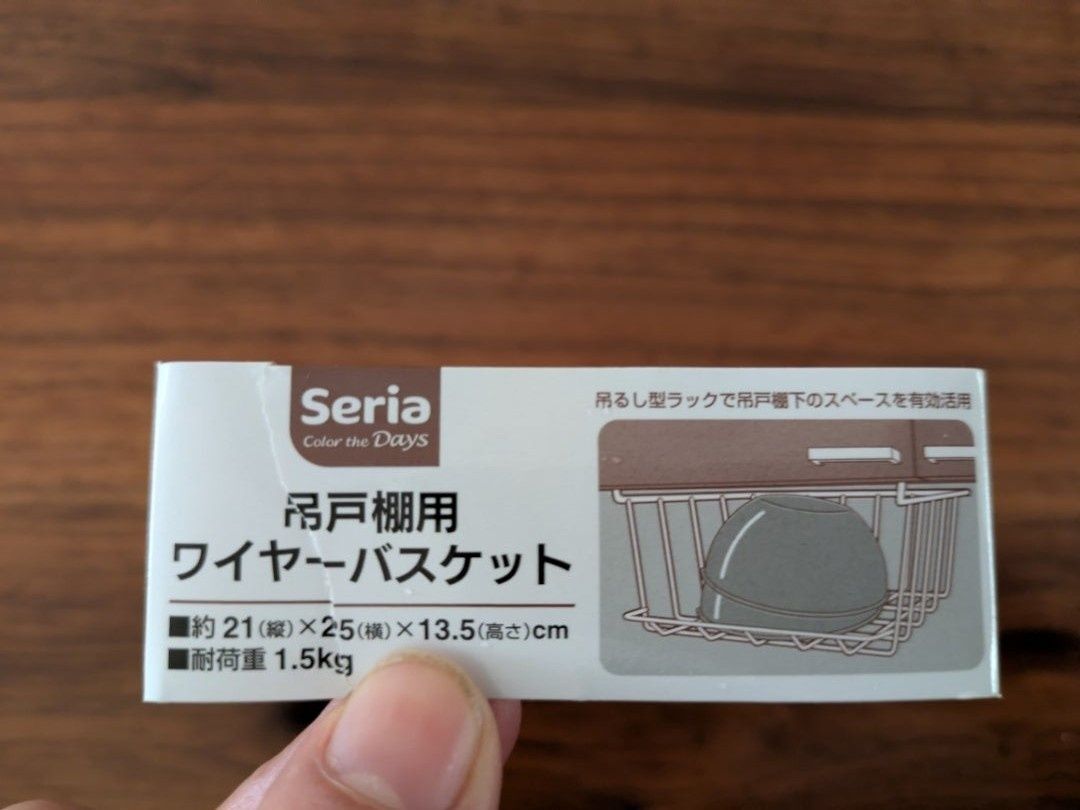 Seria
Color the Days
吊るし型ラックで吊戸棚下のスペースを有効活用
吊戸棚用
ワイヤーバスケット
■約 21(縦)×25(横)×13.5(高さ)cm
■耐荷重 1.5kg